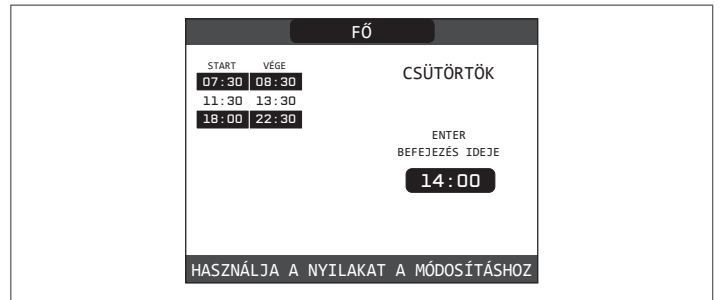 FŐ
START VÉGE
07:30 08:30
11:30 13:30
18:00 22:30
CSÜTÖRTÖK
ENTER
BEFEJEZÉS IDEJE
14:00
HASZNÁLJA A NYILAKAT A MÓDOSÍTÁSHOZ